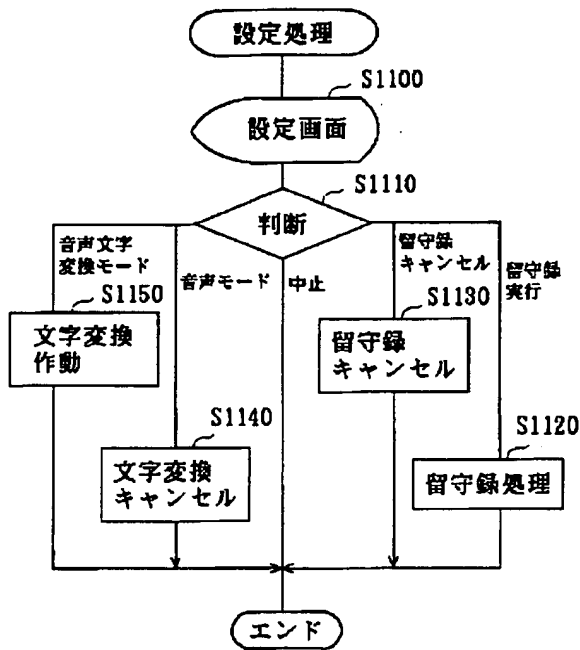 設定処理
S1100
設定画面
S1110
判断
音声文字
変換モード
音声モード
中止
留守録
キャンセル
留守録
実行
S1150
文字変換
作動
S1130
留守録
キャンセル
S1140
文字変換
キャンセル
S1120
留守録処理
エンド